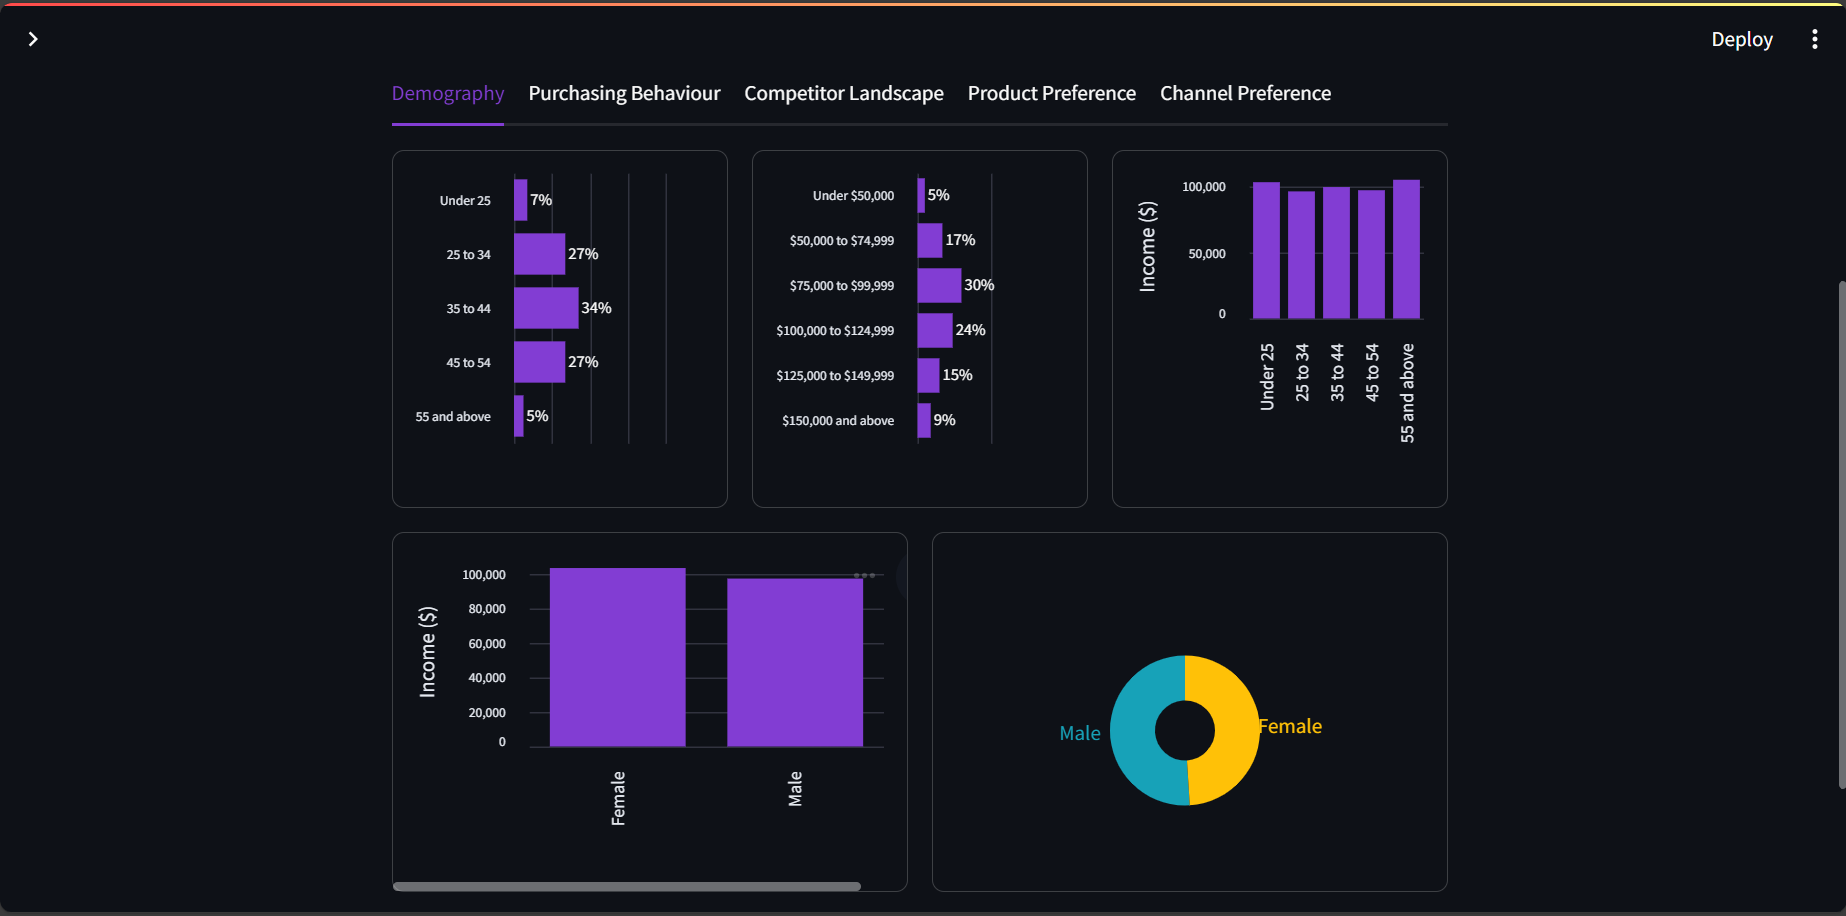 Deploy
Demography Purchasing Behaviour Competitor Landscape Product Preference Channel Preference
Under 25 7%
25 to 34 27%
35 to 44 34%
45 to 54 27%
55 and above 5%
Under $50,000 5%
$50,000 to $74,999 17%
$75,000 to $99,999 30%
$100,000 to $124,999 24%
$125,000 to $149,999 15%
$150,000 and above 9%
Income ($)
100,000
50,000
0
Under 25
25 to 34
35 to 44
45 to 54
55 and above
Income ($)
100,000
80,000
60,000
40,000
20,000
0
Female
Male
Male
Female